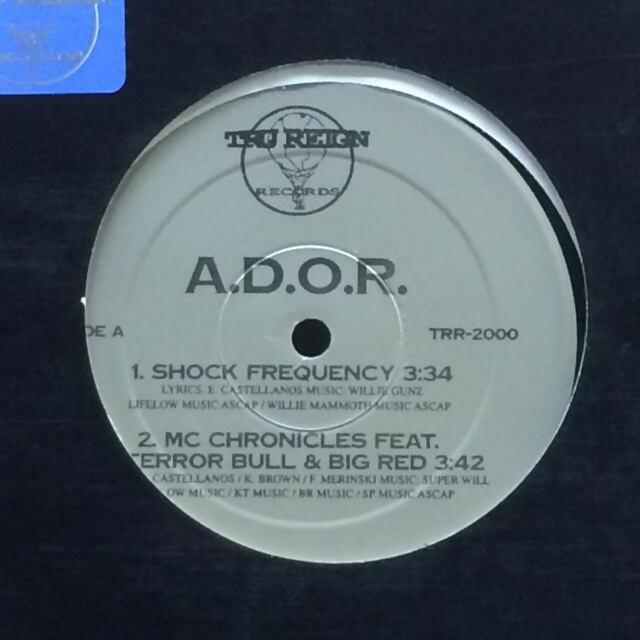 TRU REIGN
RECORDS
A.D.O.R.
DE A
TRR-2000
1. SHOCK FREQUENCY 3:34
LYRICS: E. CASTELLANOS MUSIC: WILLIE GUNZ
LIFELOW MUSIC ASCAP / WILLIE MAMMOTH MUSIC ASCAP
2. MC CHRONICLES FEAT.
ERROR BULL & BIG RED 3:42
CASTELLANOS / K. BROWN / F. MERINSKI MUSIC: SUPER WILL
OW MUSIC / KT MUSIC / BR MUSIC / SP MUSIC ASCAP